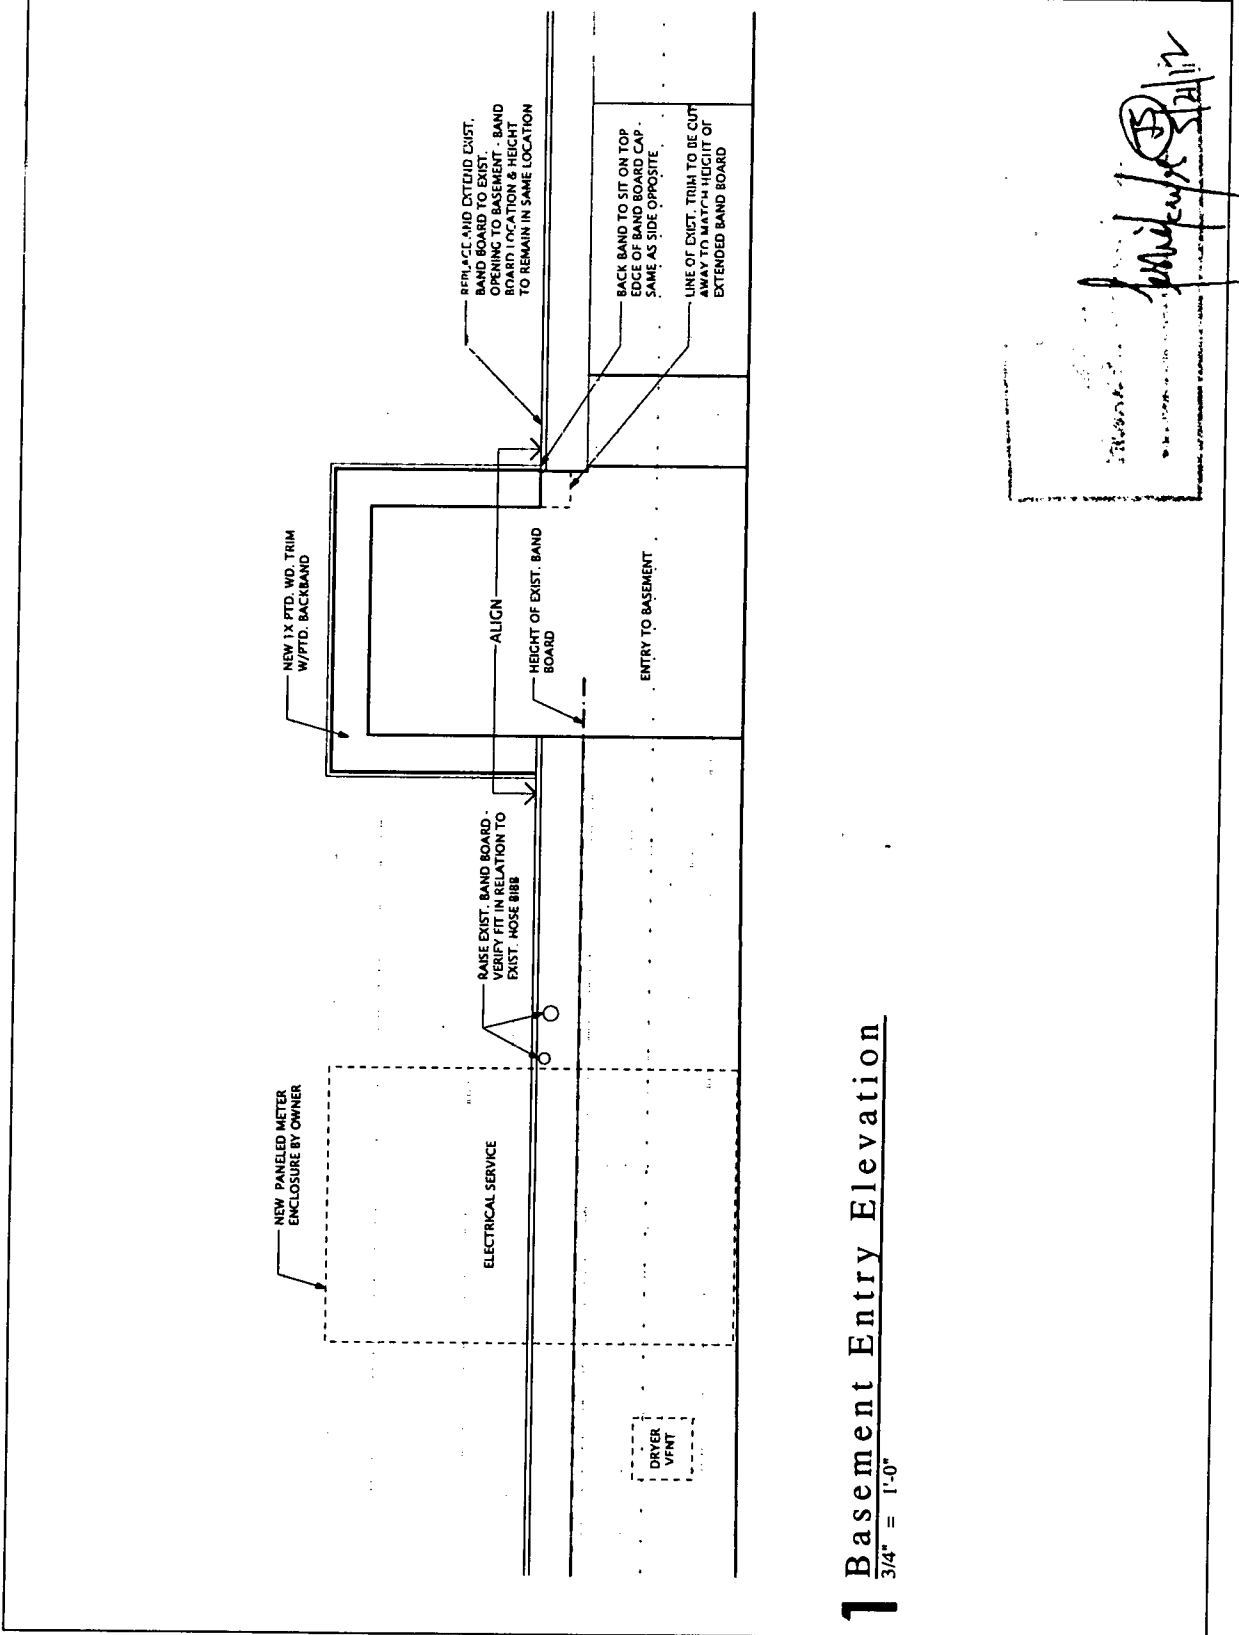 NEW PANELED METER
ENCLOSURE BY OWNER
ELECTRICAL SERVICE
DRYER
VENT
RAISE EXIST. BAND BOARD -
VERIFY FIT IN RELATION TO
EXIST. HOSE BIBB
NEW 1X PTD. WD. TRIM
W/PTD. BACKBAND
ALIGN
HEIGHT OF EXIST. BAND
BOARD
ENTRY TO BASEMENT
REPLACE AND EXTEND EXIST.
BAND BOARD TO EXIST.
OPENING TO BASEMENT - BAND
BOARD LOCATION & HEIGHT
TO REMAIN IN SAME LOCATION
BACK BAND TO SIT ON TOP
EDGE OF BAND BOARD CAP -
SAME AS SIDE OPPOSITE
LINE OF EXIST. TRIM TO BE CUT
AWAY TO MATCH HEIGHT OF
EXTENDED BAND BOARD
1 Basement Entry Elevation
3/4" = 1'-0"
JS
5/21/12